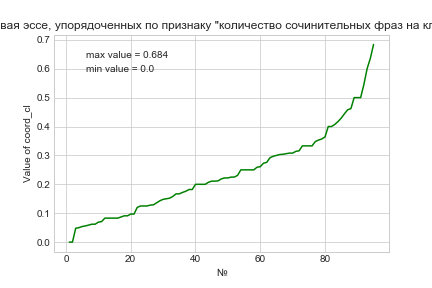 вая эссе, упорядоченных по признаку "количество сочинительных фраз на кл
max value = 0.684
min value = 0.0
Value of coord_cl
0.7
0.6
0.5
0.4
0.3
0.2
0.1
0.0
0 20 40 60 80
№